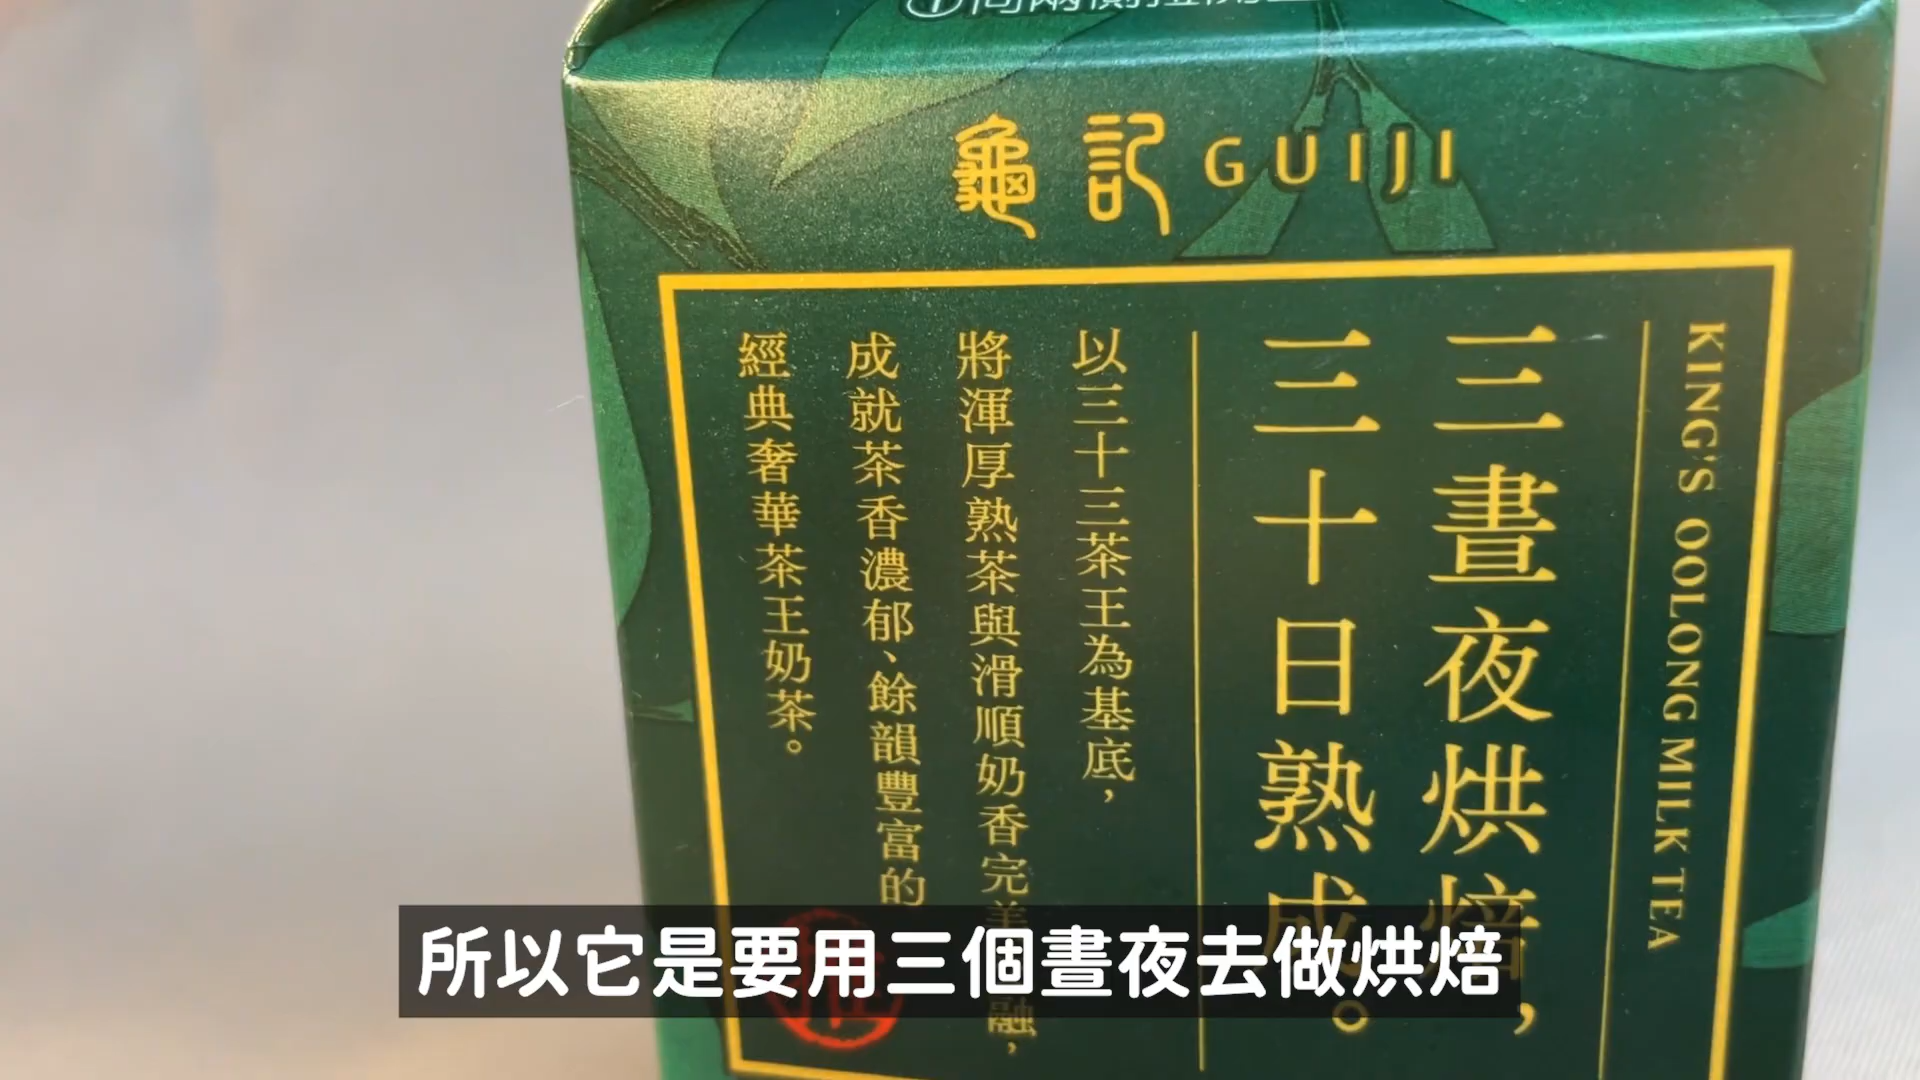 龜記 GUIJI
KING'S OOLONG MILK TEA
三晝夜烘焙，
三十日熟成。
以三十三茶王為基底，
將渾厚熟茶與滑順奶香完美融，
成就茶香濃郁、餘韻豐富的
經典奢華茶王奶茶。
所以它是要用三個晝夜去做烘焙